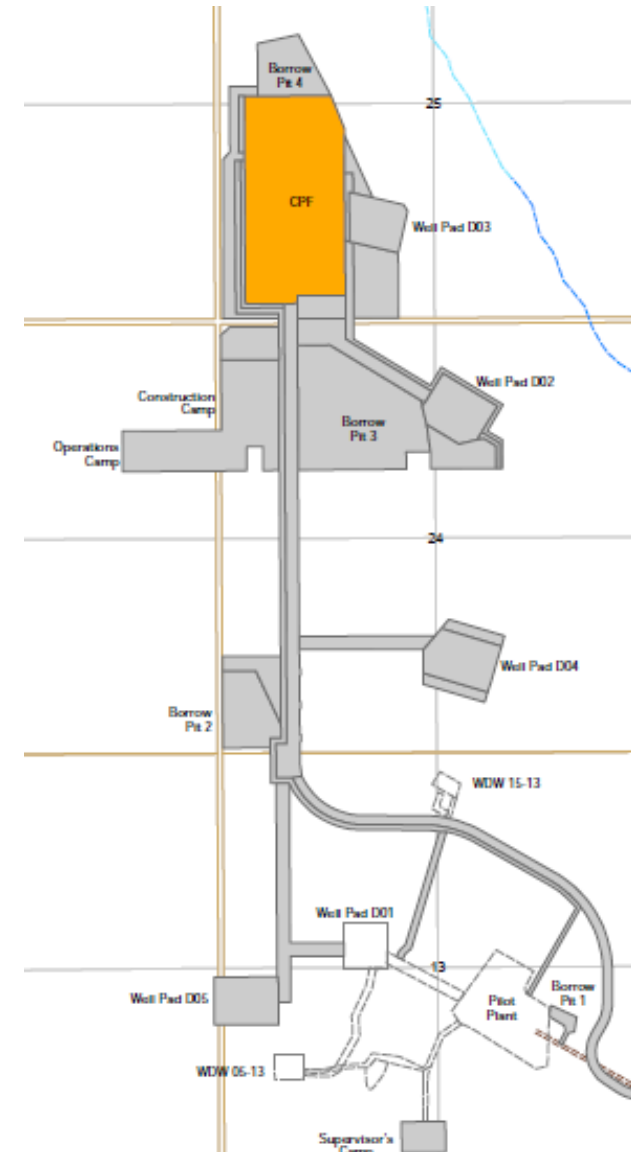 Borrow
Pit 4
25
CPF
Well Pad D03
Well Pad D02
Construction
Camp
Borrow
Pit 3
Operations
Camp
24
Well Pad D04
Borrow
Pit 2
WDW 15-13
Well Pad D01
13
Well Pad D05
Pilot
Plant
Borrow
Pit 1
WDW 05-13
Supervisor's
Camp